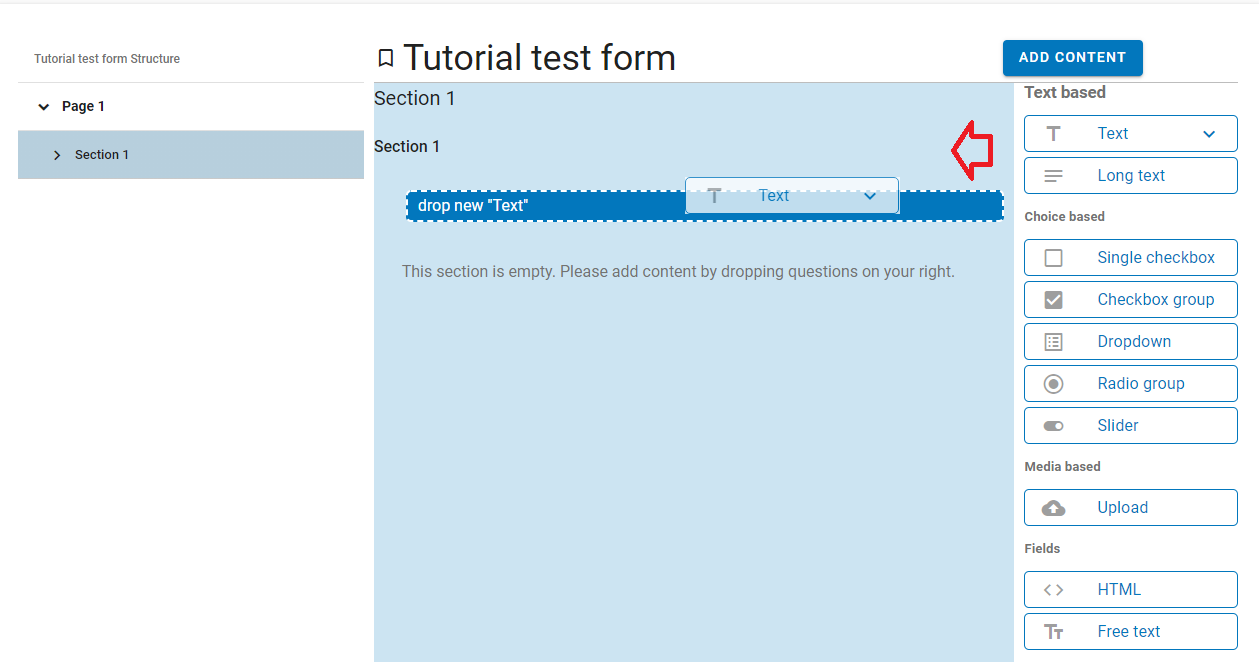 Tutorial test form Structure
Page 1
Section 1
Tutorial test form
ADD CONTENT
Section 1
Section 1
Text
drop new "Text"
This section is empty. Please add content by dropping questions on your right.
Text based
Text
Long text
Choice based
Single checkbox
Checkbox group
Dropdown
Radio group
Slider
Media based
Upload
Fields
HTML
Free text